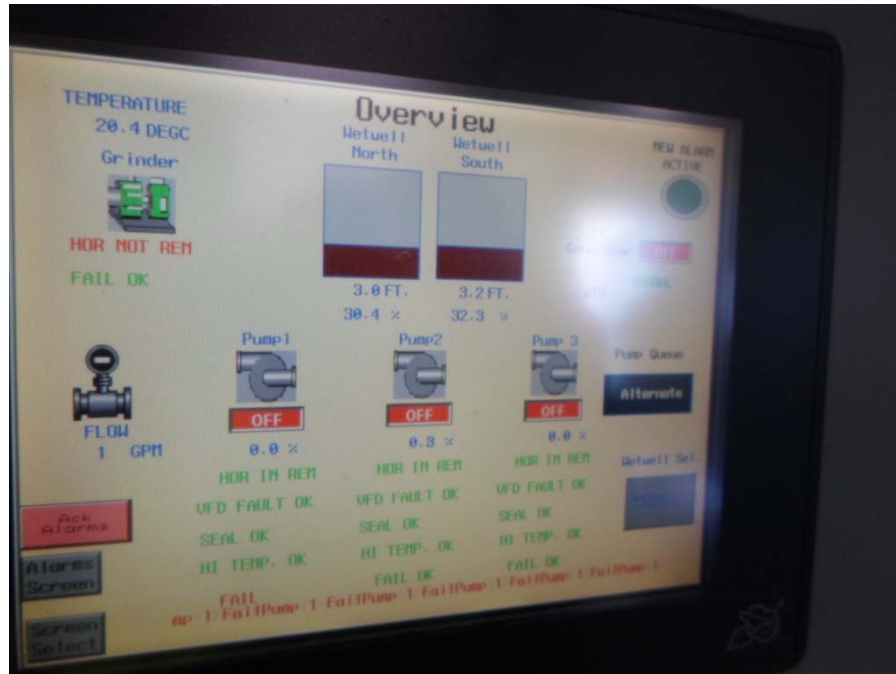 Overview
TEMPERATURE
20.4 DEGC
Grinder
HOR NOT REM
FAIL OK
Wetwell
North
3.0 FT.
30.4 %
Wetwell
South
3.2 FT.
32.3 %
NEW ALARM
ACTIVE
Generator OFF
NORMAL
FLOW
1 GPM
Pump1
OFF
0.0 %
HOR IN REM
VFD FAULT OK
SEAL OK
HI TEMP. OK
FAIL
Pump2
OFF
0.3 %
HOR IN REM
VFD FAULT OK
SEAL OK
HI TEMP. OK
FAIL OK
Pump 3
OFF
0.0 %
HOR IN REM
VFD FAULT OK
SEAL OK
HI TEMP. OK
FAIL OK
Pump Queue
Alternate
Wetwell Sel.
Ack
Alarms
Alarms
Screen
Screen
Select
mp 1 FailPump 1 FailPump 1 FailPump 1 FailPump 1 FailPump 1